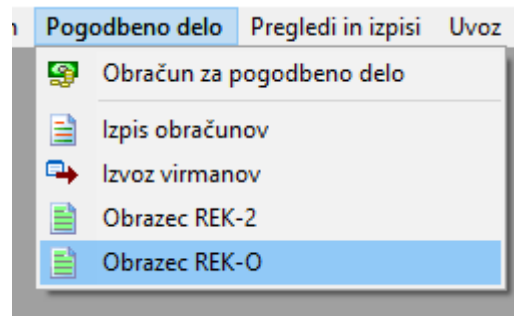 Pogodbeno delo Pregledi in izpisi Uvoz
Obračun za pogodbeno delo
Izpis obračunov
Izvoz virmanov
Obrazec REK-2
Obrazec REK-O